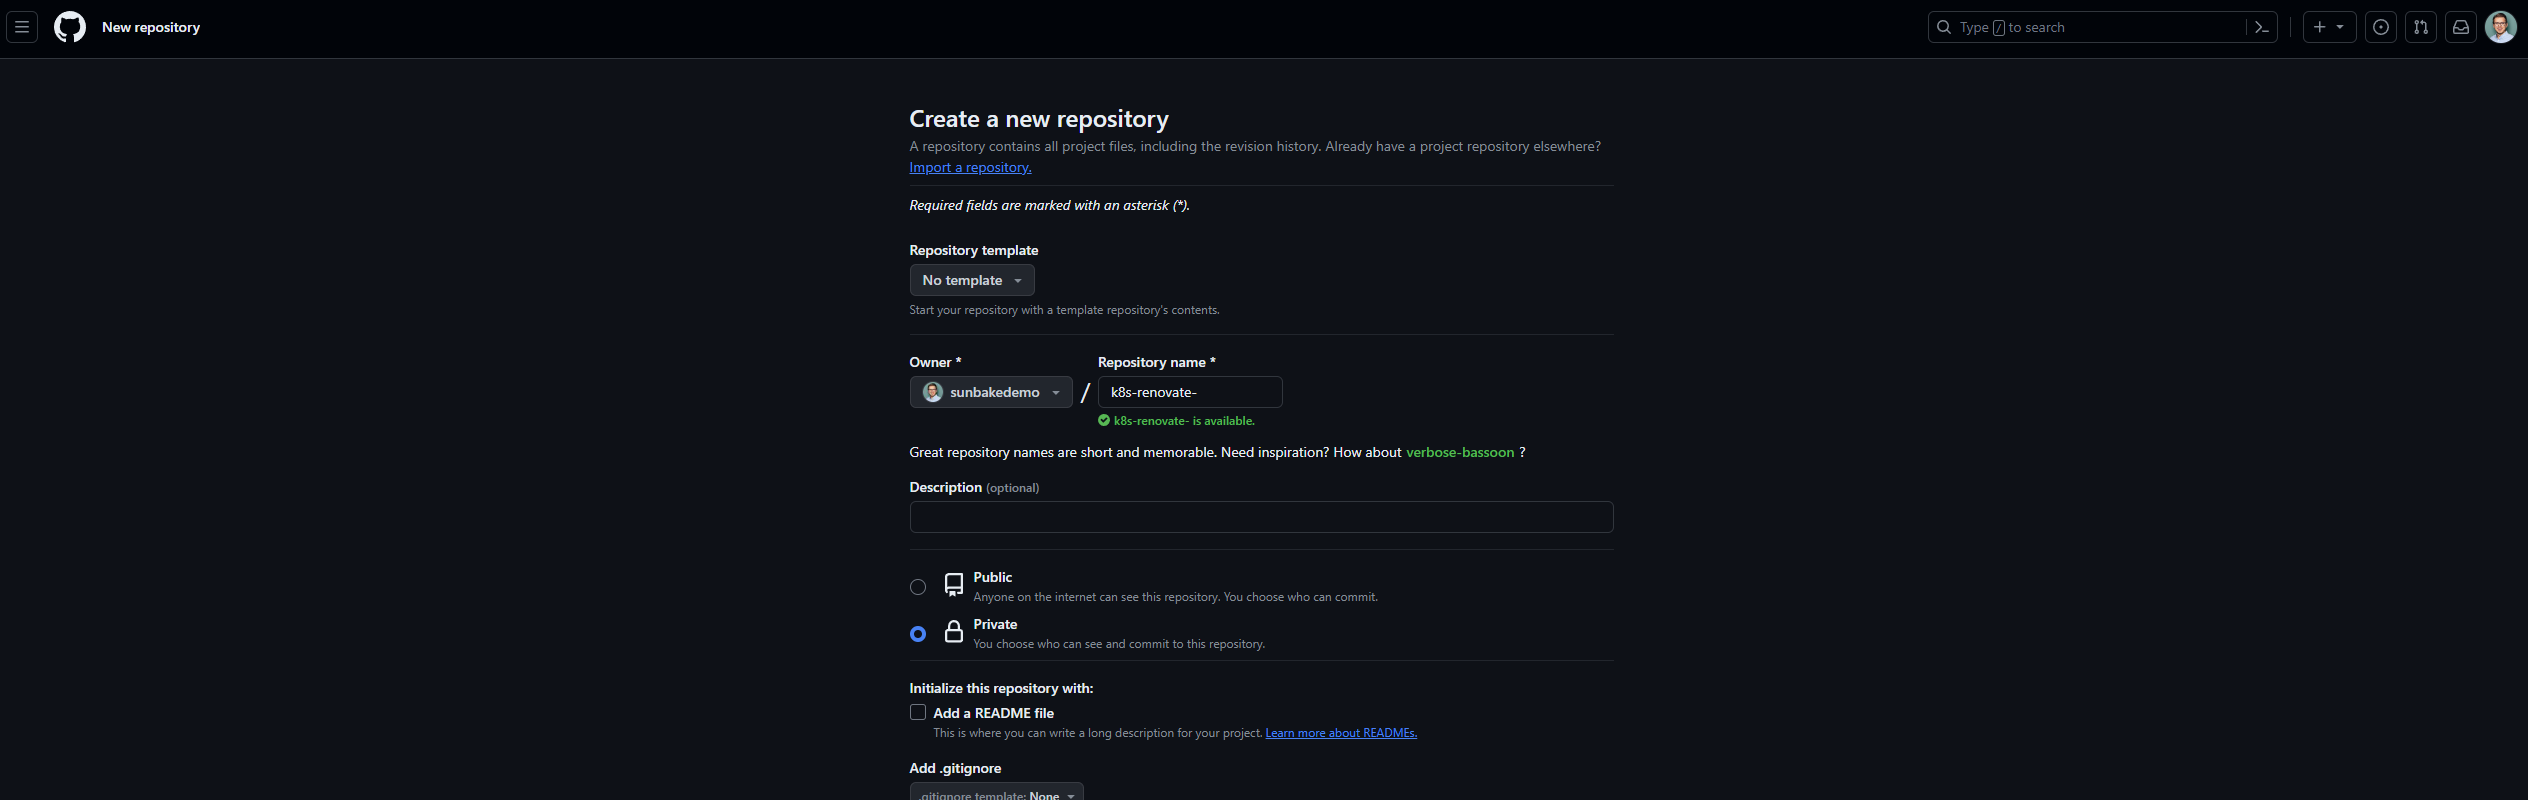 New repository
Type / to search
Create a new repository
A repository contains all project files, including the revision history. Already have a project repository elsewhere?
Import a repository.
Required fields are marked with an asterisk (*).
Repository template
No template
Start your repository with a template repository's contents.
Owner *
Repository name *
sunbakedemo
/
k8s-renovate-
k8s-renovate- is available.
Great repository names are short and memorable. Need inspiration? How about verbose-bassoon ?
Description (optional)
Public
Anyone on the internet can see this repository. You choose who can commit.
Private
You choose who can see and commit to this repository.
Initialize this repository with:
Add a README file
This is where you can write a long description for your project. Learn more about READMEs.
Add .gitignore
.gitignore template: None